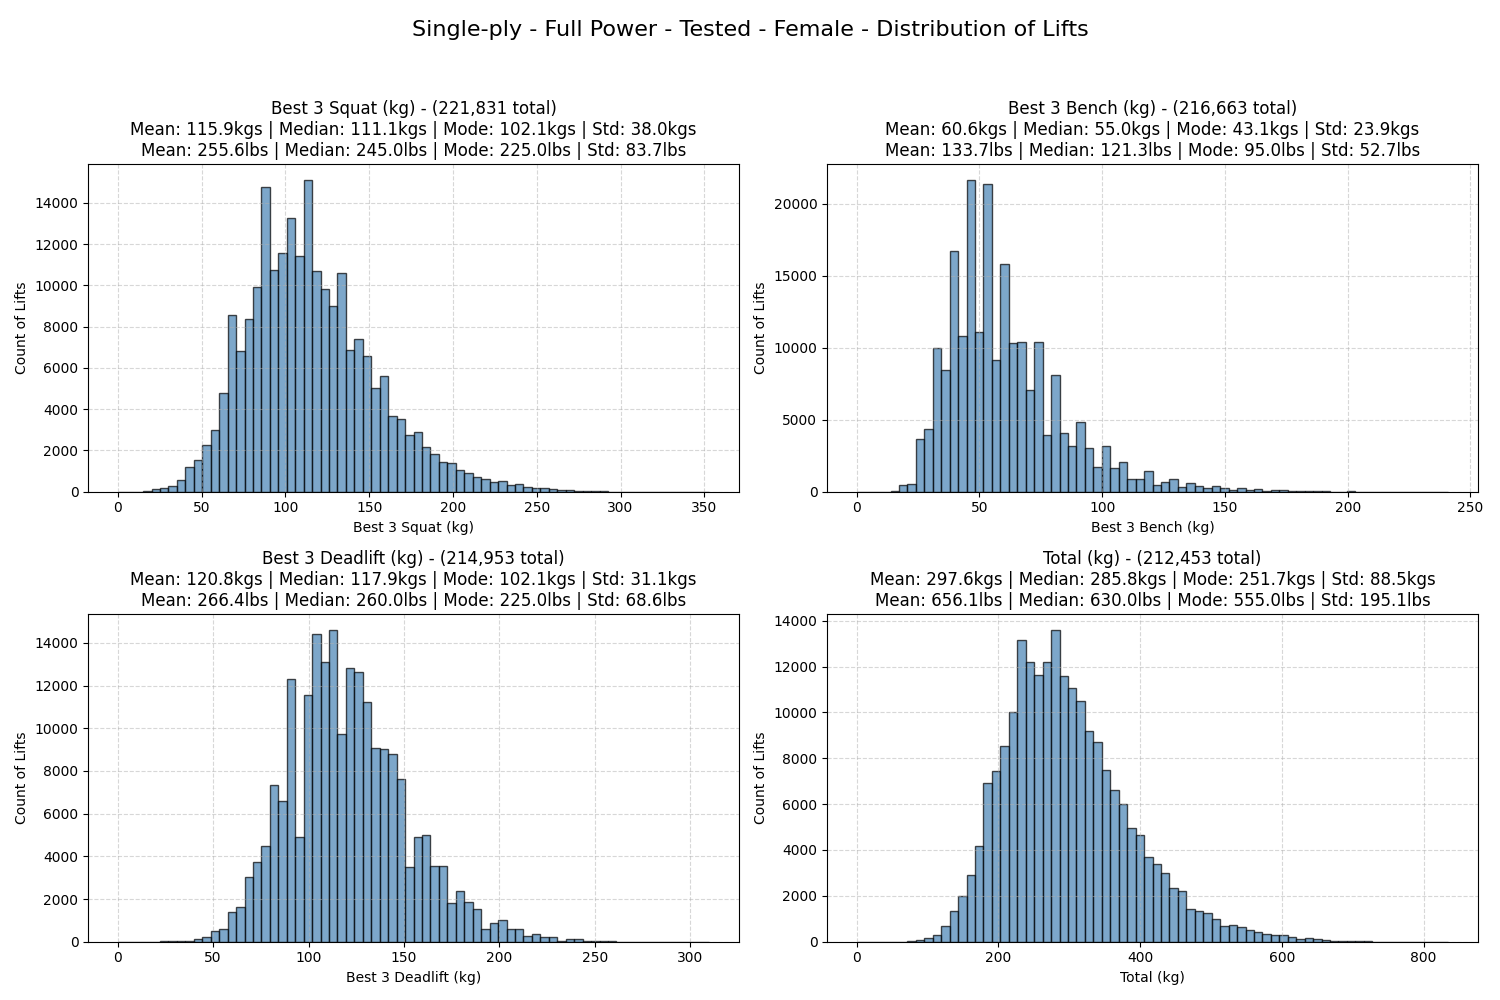 Single-ply - Full Power - Tested - Female - Distribution of Lifts
Best 3 Squat (kg) - (221,831 total)
Mean: 115.9kgs | Median: 111.1kgs | Mode: 102.1kgs | Std: 38.0kgs
Mean: 255.6lbs | Median: 245.0lbs | Mode: 225.0lbs | Std: 83.7lbs
14000
12000
10000
8000
6000
4000
2000
0
Count of Lifts
0 50 100 150 200 250 300 350
Best 3 Squat (kg)
Best 3 Bench (kg) - (216,663 total)
Mean: 60.6kgs | Median: 55.0kgs | Mode: 43.1kgs | Std: 23.9kgs
Mean: 133.7lbs | Median: 121.3lbs | Mode: 95.0lbs | Std: 52.7lbs
20000
15000
10000
5000
0
Count of Lifts
0 50 100 150 200 250
Best 3 Bench (kg)
Best 3 Deadlift (kg) - (214,953 total)
Mean: 120.8kgs | Median: 117.9kgs | Mode: 102.1kgs | Std: 31.1kgs
Mean: 266.4lbs | Median: 260.0lbs | Mode: 225.0lbs | Std: 68.6lbs
14000
12000
10000
8000
6000
4000
2000
0
Count of Lifts
0 50 100 150 200 250 300
Best 3 Deadlift (kg)
Total (kg) - (212,453 total)
Mean: 297.6kgs | Median: 285.8kgs | Mode: 251.7kgs | Std: 88.5kgs
Mean: 656.1lbs | Median: 630.0lbs | Mode: 555.0lbs | Std: 195.1lbs
14000
12000
10000
8000
6000
4000
2000
0
Count of Lifts
0 200 400 600 800
Total (kg)